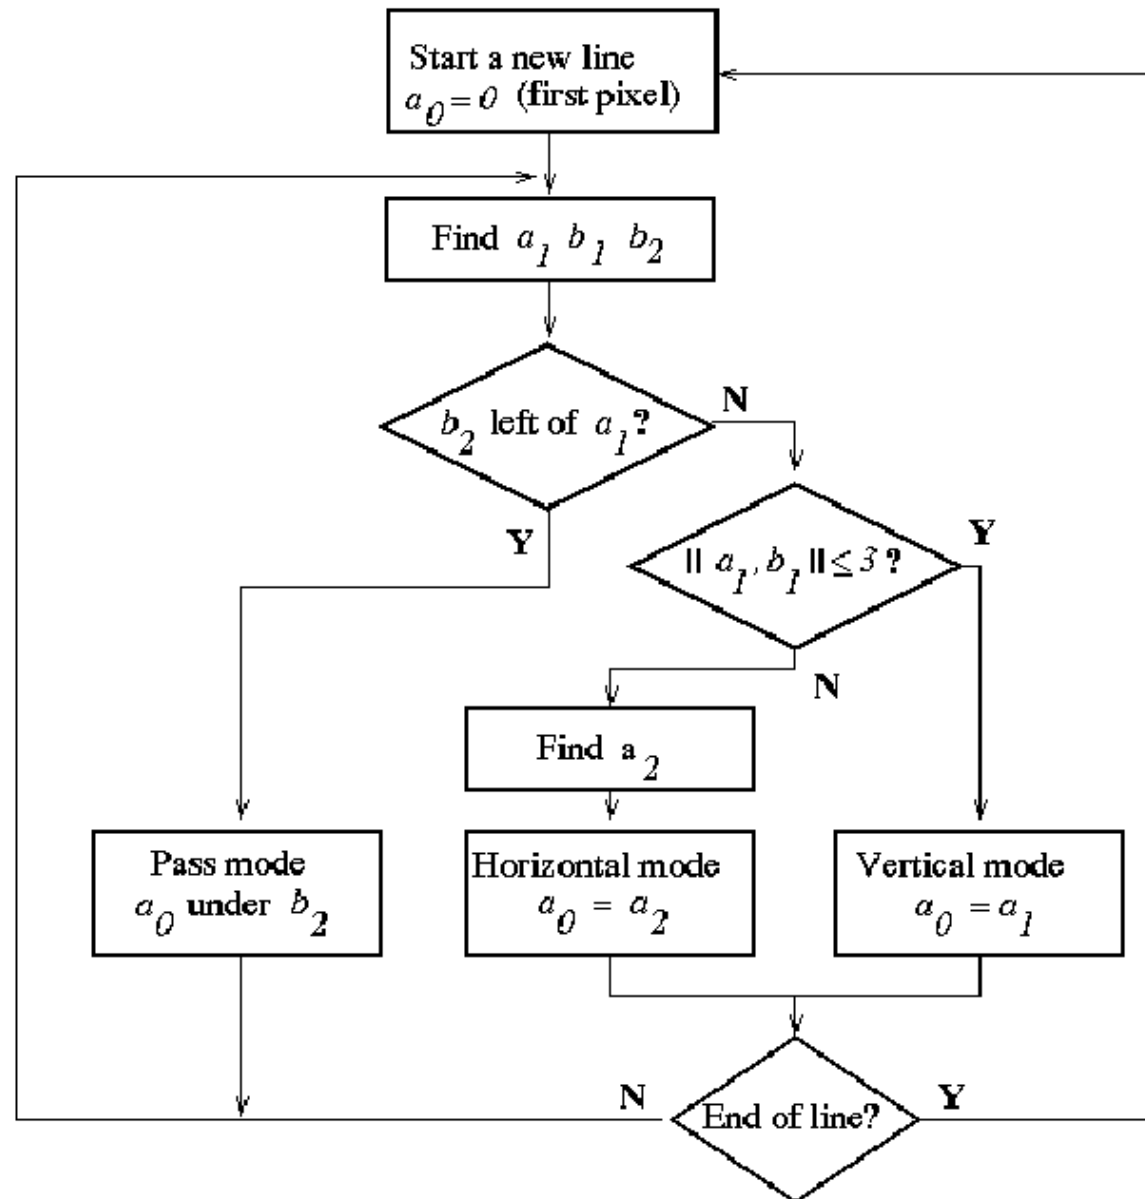 Start a new line
a₀ = 0 (first pixel)
Find a₁ b₁ b₂
b₂ left of a₁?
N
Y
|| a₁, b₁ || ≤ 3 ?
Y
N
Find a₂
Pass mode
a₀ under b₂
Horizontal mode
a₀ = a₂
Vertical mode
a₀ = a₁
N
End of line?
Y